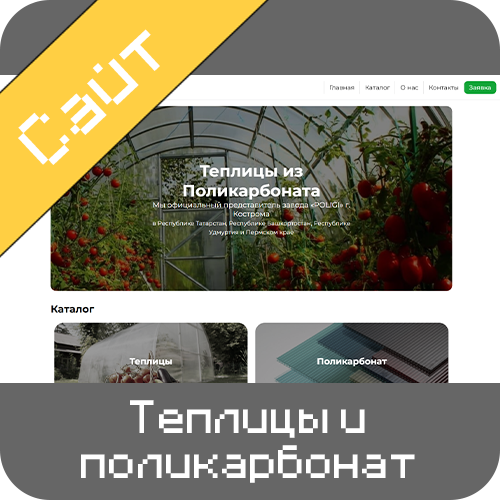 Сайт
Главная
Каталог
О нас
Контакты
Заявка
Теплицы из
Поликарбоната
Мы официальный представитель завода «POLIGI» г.
Кострома
в Республике Татарстан, Республике Башкортостан, Республике
Удмуртия и Пермском крае
Каталог
Теплицы
Поликарбонат
Теплицы и
поликарбонат